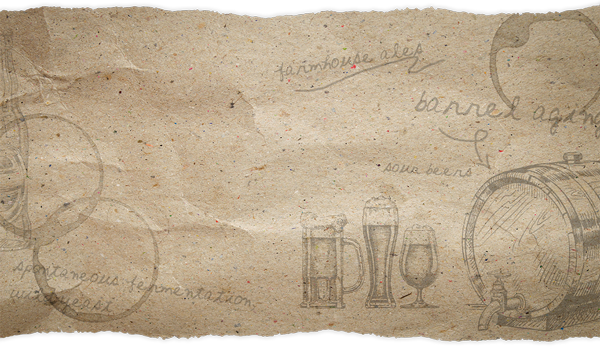 farmhouse ales
barrel aging
sour beers
spontaneous fermentation
w/